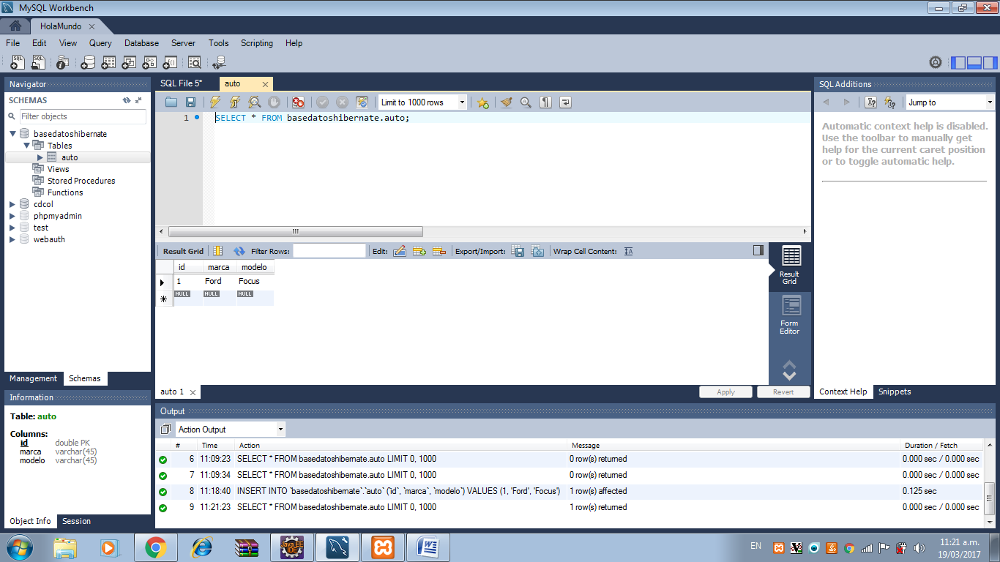 MySQL Workbench
HolaMundo
File Edit View Query Database Server Tools Scripting Help
Navigator
SCHEMAS
Filter objects
basedatoshibernate
Tables
auto
Views
Stored Procedures
Functions
cdcol
phpmyadmin
test
webauth
Management Schemas
Information
Table: auto
Columns:
id double PK
marca varchar(45)
modelo varchar(45)
Object Info Session
SQL File 5* auto
Limit to 1000 rows
1 SELECT * FROM basedatoshibernate.auto;
Result Grid Filter Rows: Edit: Export/Import: Wrap Cell Content:
id marca modelo
1 Ford Focus
NULL NULL NULL
Result
Grid
Form
Editor
auto 1 Apply Revert
SQL Additions
Jump to
Automatic context help is disabled.
Use the toolbar to manually get
help for the current caret position
or to toggle automatic help.
Context Help Snippets
Output
Action Output
# Time Action Message Duration / Fetch
6 11:09:23 SELECT * FROM basedatoshibernate.auto LIMIT 0, 1000 0 row(s) returned 0.000 sec / 0.000 sec
7 11:09:34 SELECT * FROM basedatoshibernate.auto LIMIT 0, 1000 0 row(s) returned 0.000 sec / 0.000 sec
8 11:18:40 INSERT INTO `basedatoshibernate`.`auto` (`id`, `marca`, `modelo`) VALUES (1, 'Ford', 'Focus') 1 row(s) affected 0.125 sec
9 11:21:23 SELECT * FROM basedatoshibernate.auto LIMIT 0, 1000 1 row(s) returned 0.000 sec / 0.000 sec
Java EE
IDE
EN
11:21 a.m.
19/03/2017